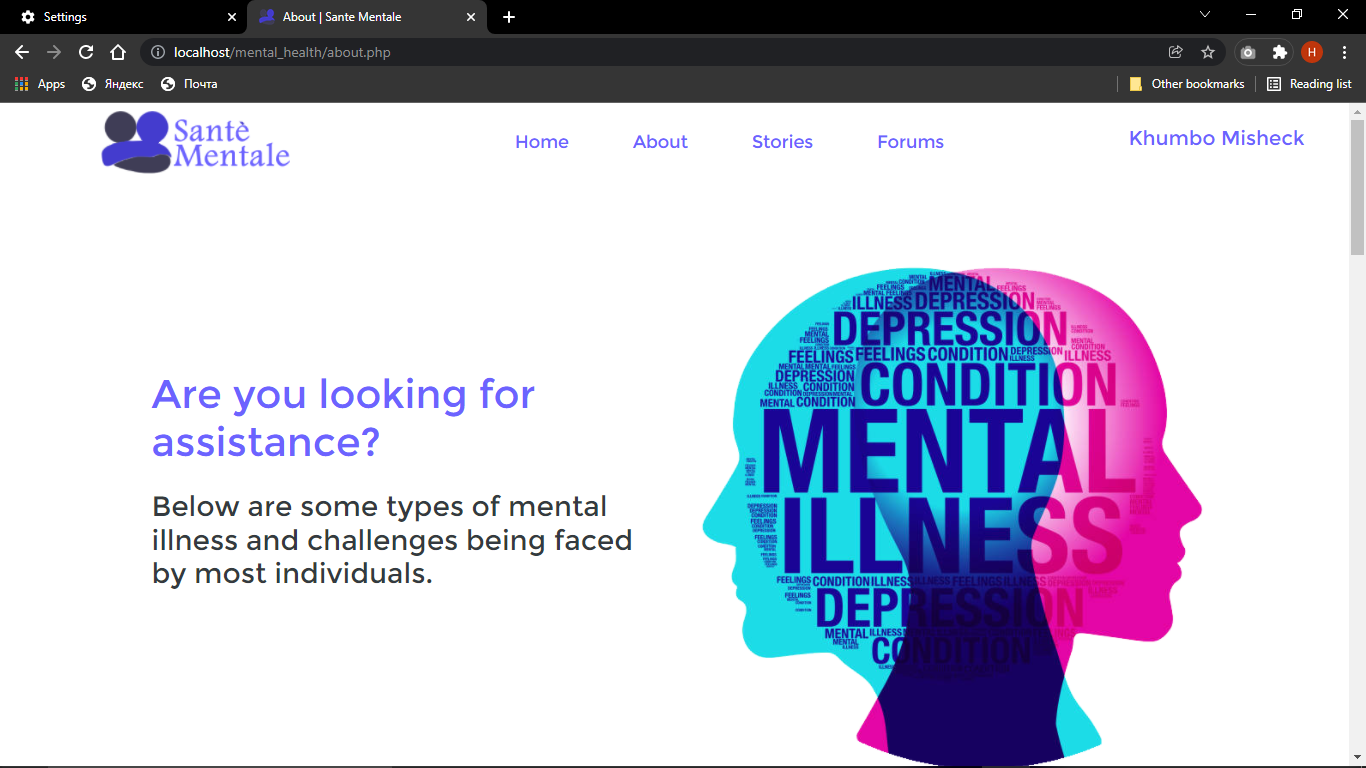 Settings
About | Sante Mentale
localhost/mental_health/about.php
H
Apps
Яндекс
Почта
Other bookmarks
Reading list
Santè
Mentale
Home
About
Stories
Forums
Khumbo Misheck
Are you looking for
assistance?
Below are some types of mental
illness and challenges being faced
by most individuals.
MENTAL
ILLNESS DEPRESSION
DEPRESSION
FEELINGS FEELINGS CONDITION DEPRESSION ILLNESS
DEPRESSION
CONDITION
MENTAL CONDITION
MENTAL
ILLNESS
FEELINGS CONDITION ILLNESS ILLNESS FEELINGS ILLNESS DEPRESSION
DEPRESSION
MENTAL ILLNESS
CONDITION